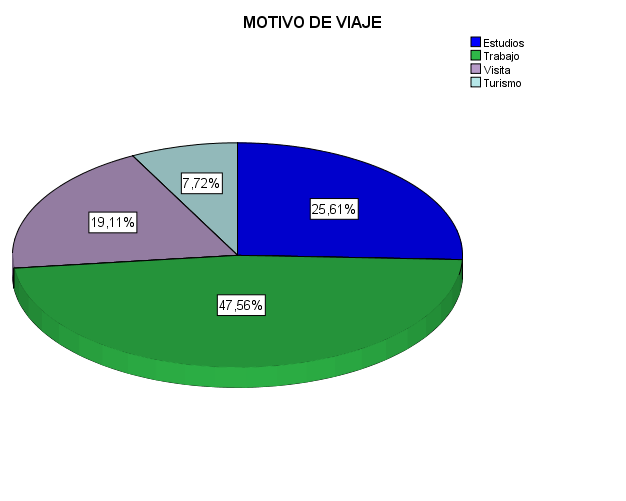 MOTIVO DE VIAJE
Estudios
Trabajo
Visita
Turismo
7,72%
25,61%
19,11%
47,56%